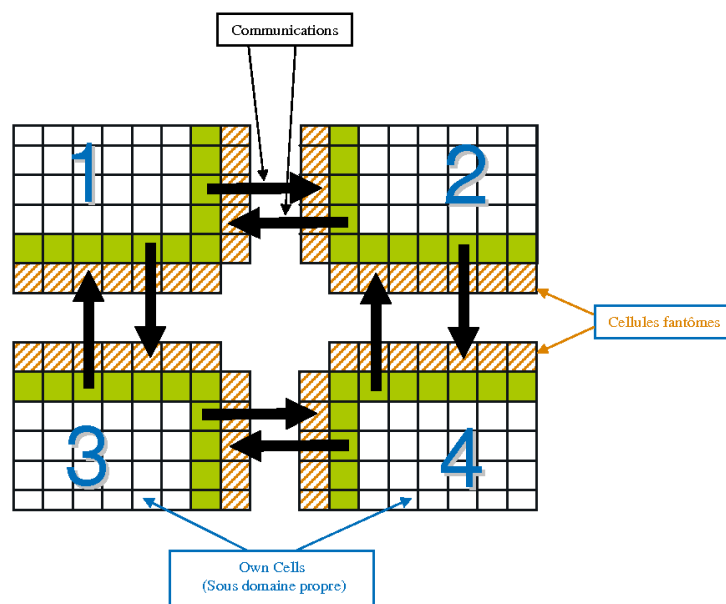 Communications
1
2
Cellules fantômes
3
4
Own Cells
(Sous domaine propre)